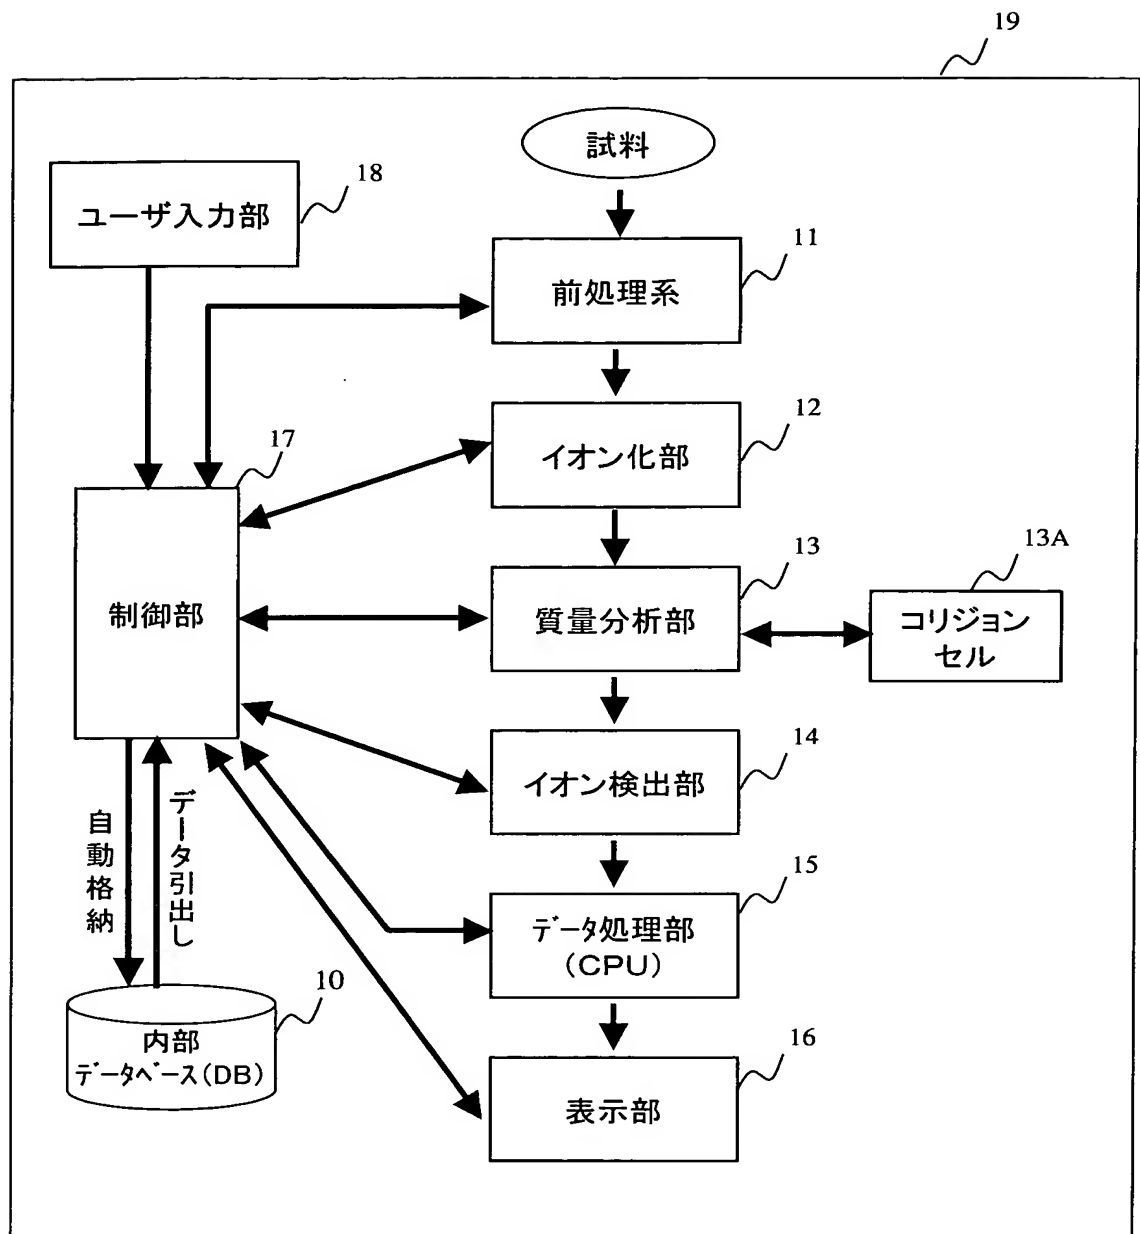 19
試料
18
ユーザ入力部
11
前処理系
12
イオン化部
17
制御部
13
質量分析部
13A
コリジョン
セル
14
イオン検出部
自動格納
データ引出し
15
データ処理部
(CPU)
10
内部
データベース(DB)
16
表示部